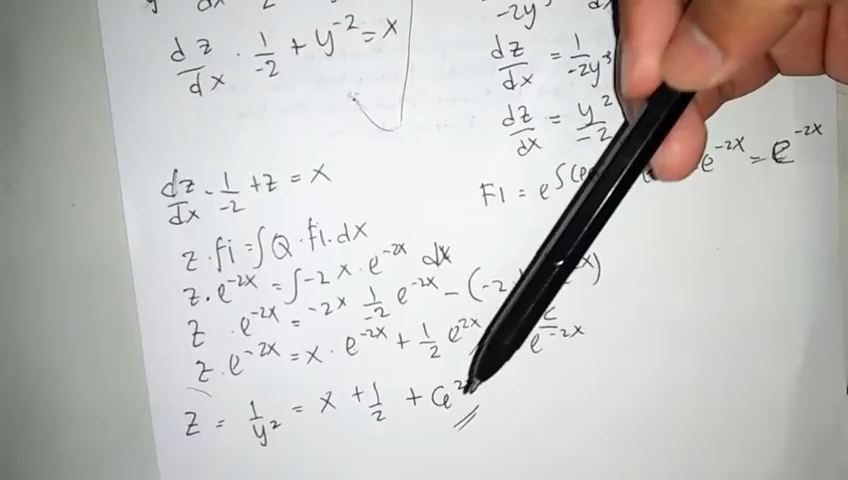 dz/dx · 1/-2 + y^-2 = x
dz/dx = 1/-2y^3
dz/dx = y^2/-2
dz/dx · 1/-2 + z = x
FI = e^∫
e^-2x = e^-2x
z · fi = ∫Q · fi. dx
z. e^-2x = ∫-2 x · e^-2x dx
z · e^-2x = -2x 1/-2 e^-2x - (-2
z. e^-2x = x · e^-2x + 1/2 e^2x
c/e^-2x
z = 1/y^2 = x + 1/2 + Ce^2